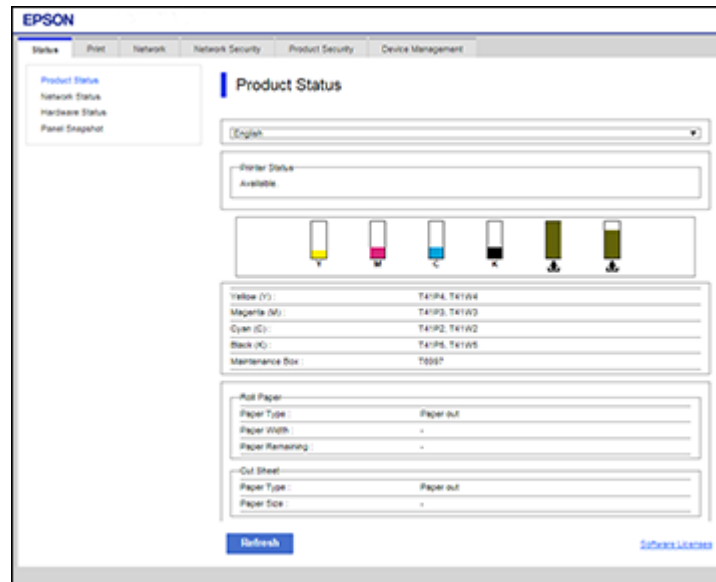 EPSON
Status Print Network Network Security Product Security Device Management
Product Status
Network Status
Hardware Status
Panel Snapshot
Product Status
English
Printer Status
Available.
Y M C K
Yellow (Y) : T41P4, T41W4
Magenta (M) : T41P3, T41W3
Cyan (C) : T41P2, T41W2
Black (K) : T41P5, T41W5
Maintenance Box :
Roll Paper
Paper Type : Paper out
Paper Width : -
Paper Remaining : -
Cut Sheet
Paper Type : Paper out
Paper Size : -
Refresh
Software Licenses